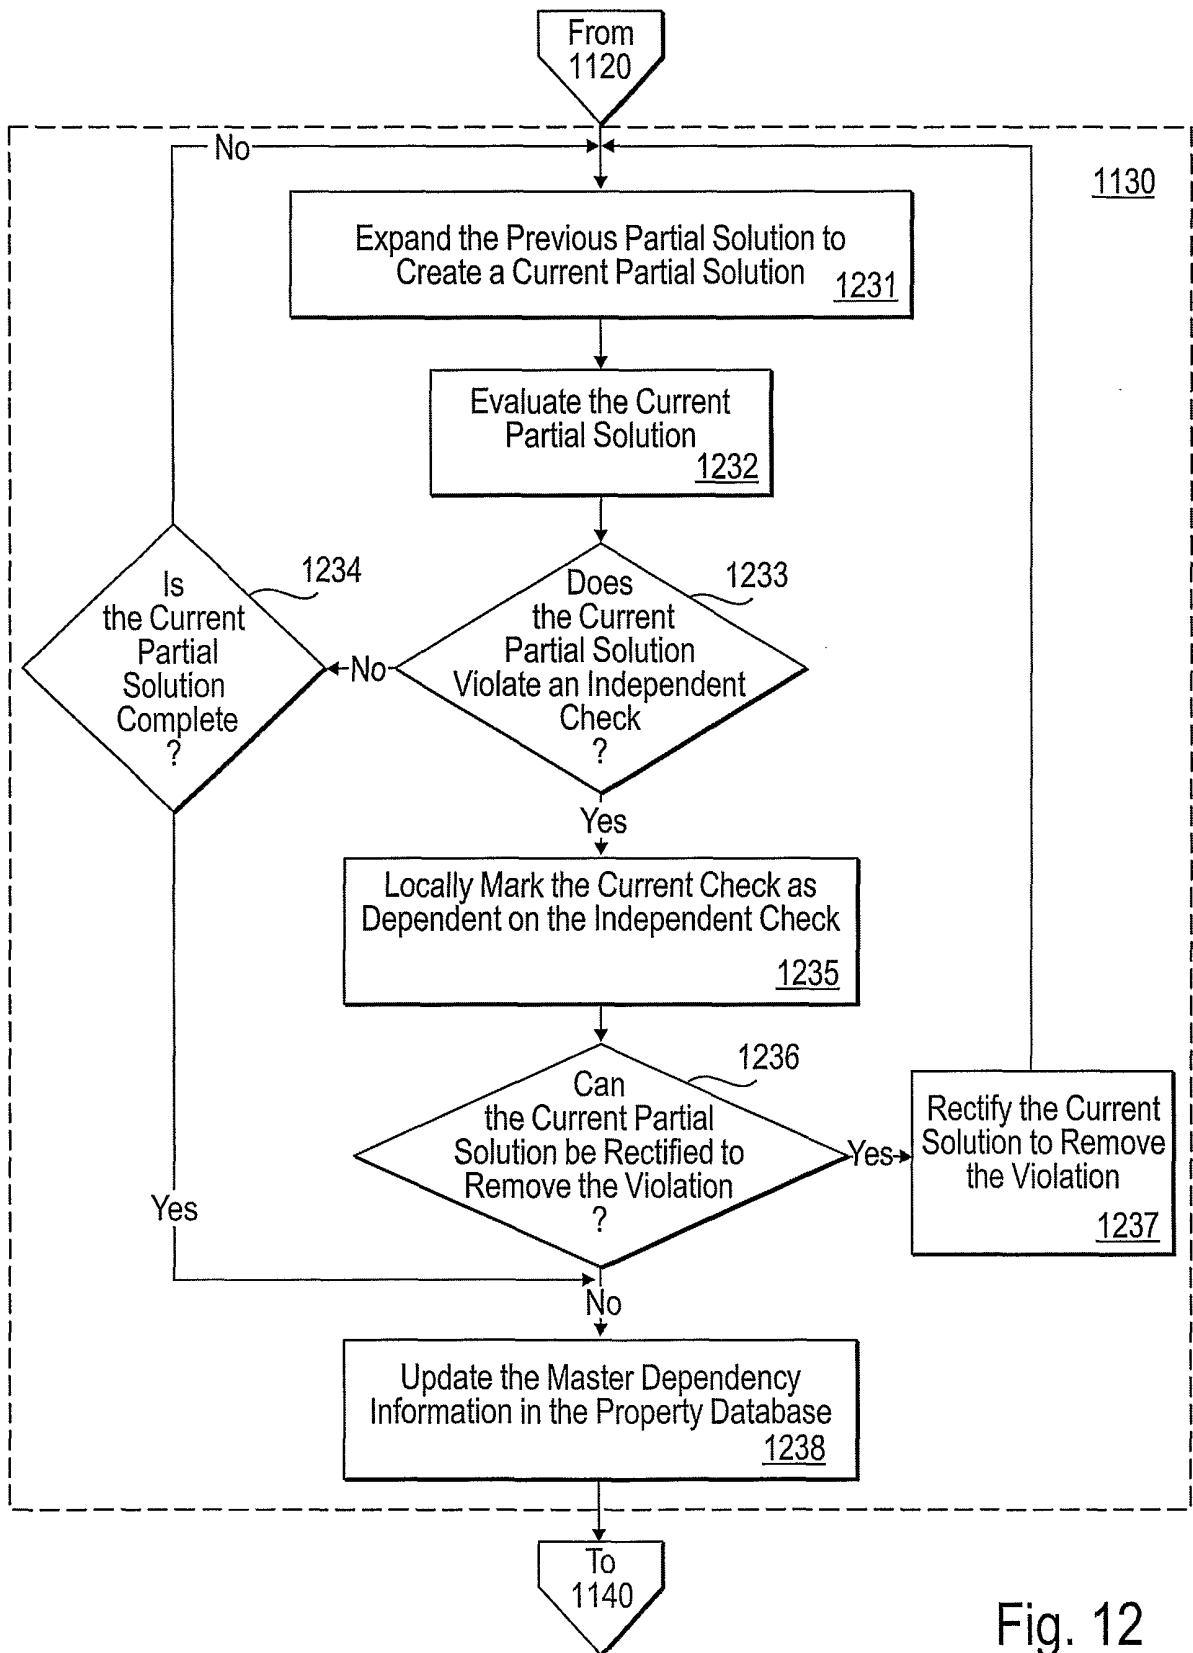 From
1120
No
1130
Expand the Previous Partial Solution to
Create a Current Partial Solution
1231
Evaluate the Current
Partial Solution
1232
1234
Is
the Current
Partial
Solution
Complete
?
1233
Does
the Current
Partial Solution
Violate an Independent
Check
?
No
Yes
Locally Mark the Current Check as
Dependent on the Independent Check
1235
1236
Can
the Current Partial
Solution be Rectified to
Remove the Violation
?
Yes
Rectify the Current
Solution to Remove
the Violation
1237
Yes
No
Update the Master Dependency
Information in the Property Database
1238
To
1140
Fig. 12